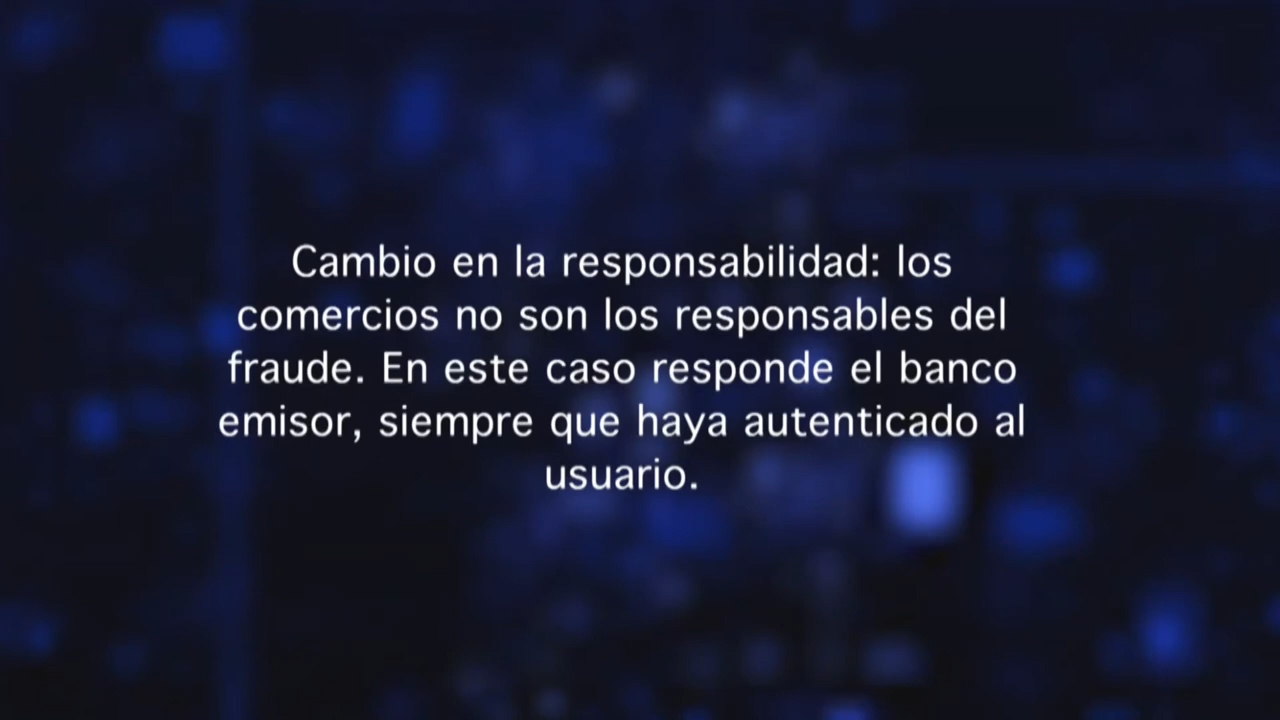 Cambio en la responsabilidad: los
comercios no son los responsables del
fraude. En este caso responde el banco
emisor, siempre que haya autenticado al
usuario.